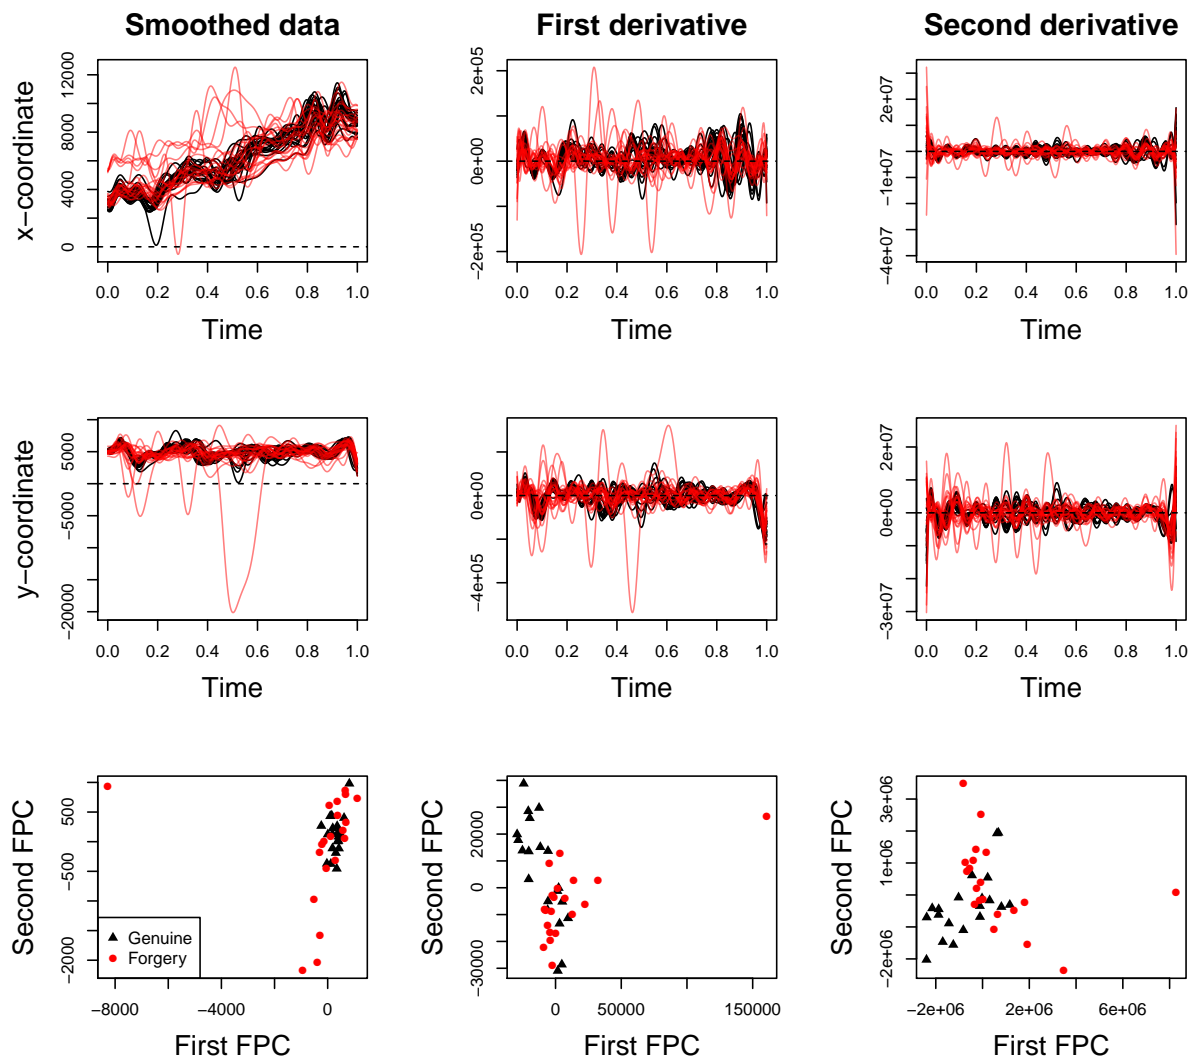 Smoothed data First derivative Second derivative
x−coordinate
0 4000 8000 12000
−2e+05 0e+00 2e+05
−4e+07 −1e+07 2e+07
0.0 0.2 0.4 0.6 0.8 1.0
0.0 0.2 0.4 0.6 0.8 1.0
0.0 0.2 0.4 0.6 0.8 1.0
Time Time Time
y−coordinate
−20000 −5000 5000
−4e+05 0e+00
−3e+07 0e+00 2e+07
0.0 0.2 0.4 0.6 0.8 1.0
0.0 0.2 0.4 0.6 0.8 1.0
0.0 0.2 0.4 0.6 0.8 1.0
Time Time Time
Second FPC
−2000 −500 500
Genuine
Forgery
−8000 −4000 0
First FPC
Second FPC
−30000 0 20000
0 50000 150000
First FPC
Second FPC
−2e+06 1e+06 3e+06
−2e+06 2e+06 6e+06
First FPC